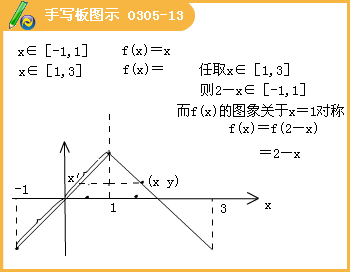 手写板图示 0305-13
x∈[-1,1] f(x)=x
x∈[1,3] f(x)= 任取x∈[1,3]
则2-x∈[-1,1]
而f(x)的图象关于x=1对称
f(x)=f(2-x)
=2-x
x' (x y)
-1 1 3 x